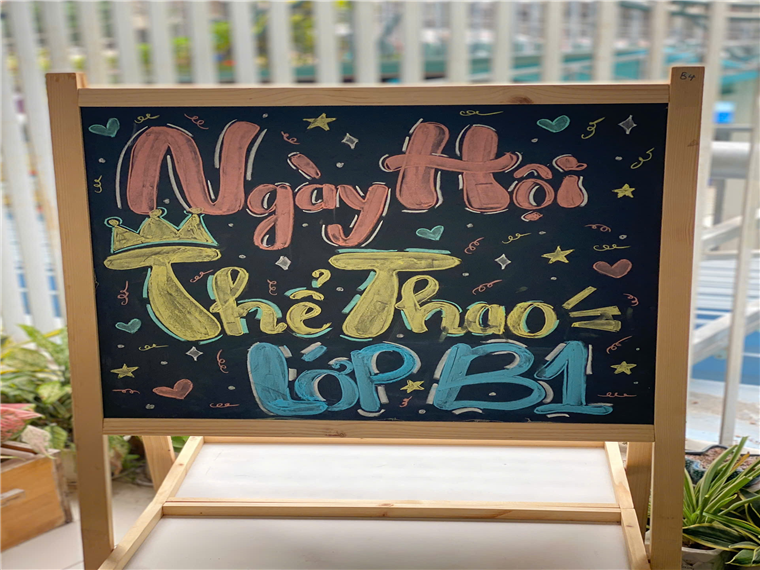 Ngày Hội
Thể Thao
Lớp B1